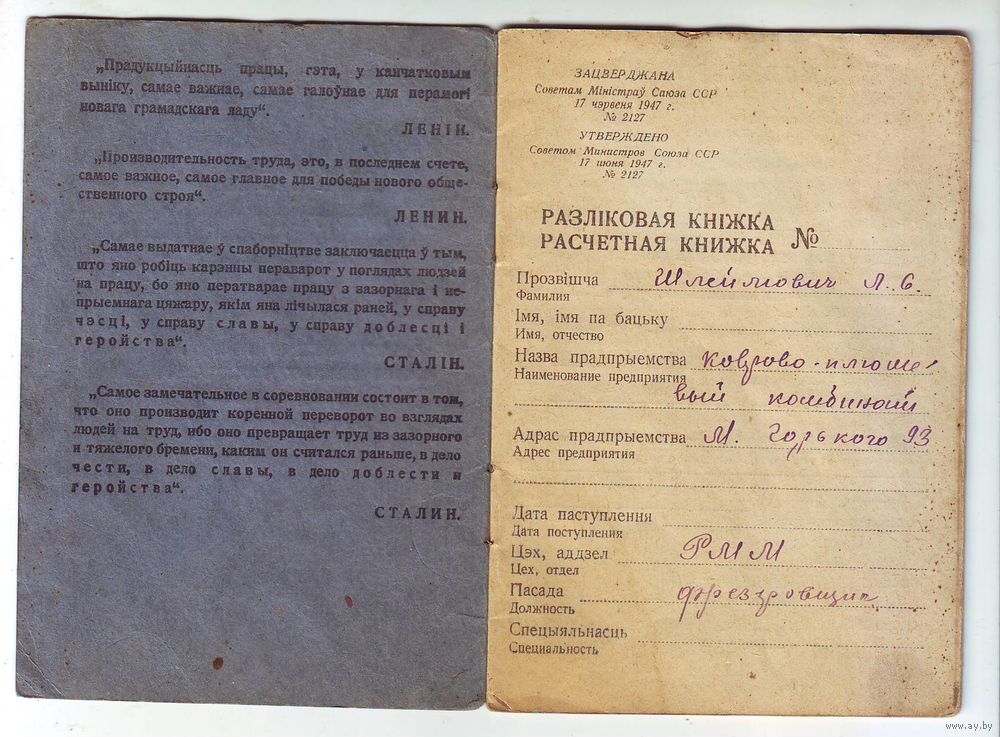 „Прадукцыйнасць працы, гэта, у канчатковым
выніку, самае важнае, самае галоўнае для перамогі
новага грамадскага ладу“.
ЛЕНІН.
„Производительность труда, это, в последнем счете,
самое важное, самое главное для победы нового обще-
ственного строя“.
ЛЕНИН.
„Самае выдатнае ў спаборніцтве заключаецца ў тым,
што яно робіць карэнны пераварот у поглядах людзей
на працу, бо яно ператварае працу з зазорнага і не-
прыемнага цяжару, якім яна лічылася раней, у справу
чэсці, у справу славы, у справу доблесці і
геройства“.
СТАЛІН.
„Самое замечательное в соревновании состоит в том,
что оно производит коренной переворот во взглядах
людей на труд, ибо оно превращает труд из зазорного
и тяжелого бремени, каким он считался раньше, в дело
чести, в дело славы, в дело доблести и
геройства“.
СТАЛИН.
ЗАЦВЕРДЖАНА
Советам Міністраў Саюза ССР
17 чэрвеня 1947 г.
№ 2127
УТВЕРЖДЕНО
Советом Министров Союза ССР
17 июня 1947 г.
№ 2127
РАЗЛІКОВАЯ КНІЖКА
РАСЧЕТНАЯ КНИЖКА №
Прозвішча Шлеймович Л. С.
Фамилия
Імя, імя па бацьку
Имя, отчество
Назва прадпрыемства Коврово-плюше-
Наименование предприятия
вый комбинат
Адрас прадпрыемства М. Горького 93
Адрес предприятия
Дата паступлення
Дата поступления
Цэх, аддзел РММ
Цех, отдел
Пасада фрезровщик
Должность
Спецыяльнасць
Специальность
www.ay.by